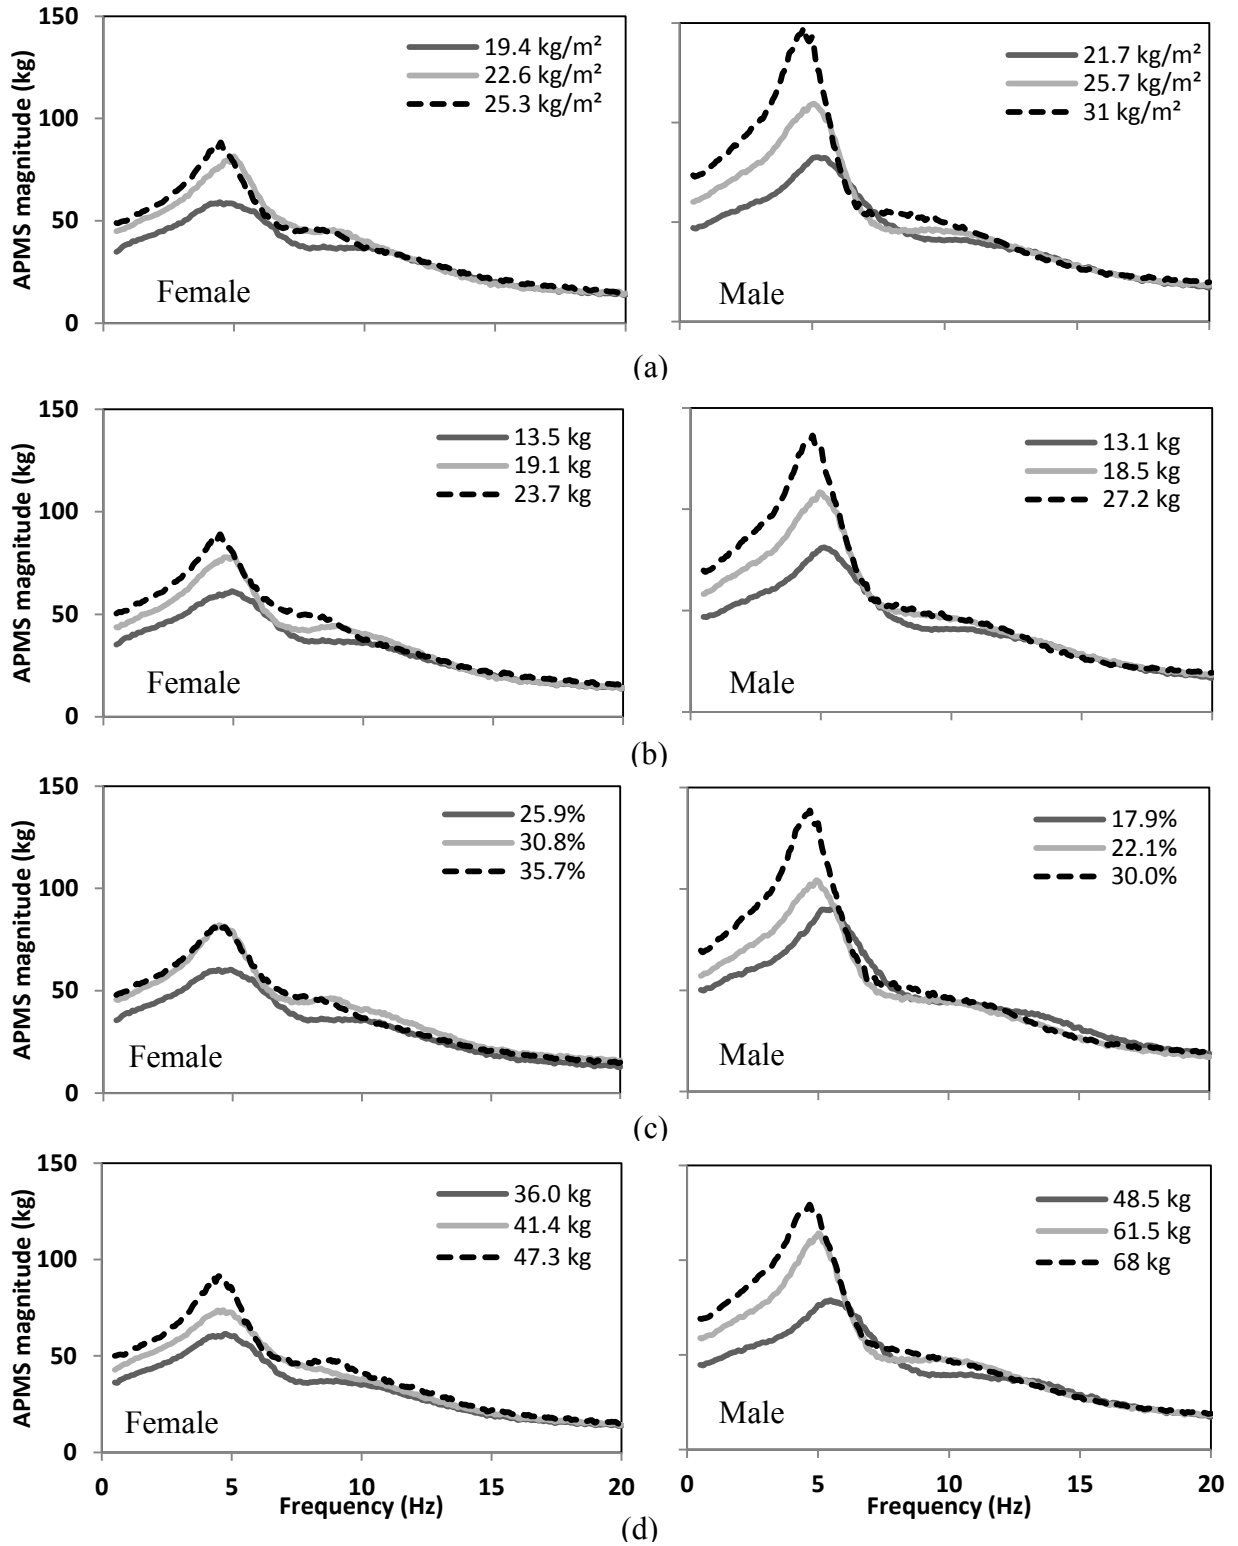 150
100
50
0
APMS magnitude (kg)
19.4 kg/m²
22.6 kg/m²
25.3 kg/m²
Female
21.7 kg/m²
25.7 kg/m²
31 kg/m²
Male
(a)
150
100
50
0
APMS magnitude (kg)
13.5 kg
19.1 kg
23.7 kg
Female
13.1 kg
18.5 kg
27.2 kg
Male
(b)
150
100
50
0
APMS magnitude (kg)
25.9%
30.8%
35.7%
Female
17.9%
22.1%
30.0%
Male
(c)
150
100
50
0
APMS magnitude (kg)
36.0 kg
41.4 kg
47.3 kg
Female
48.5 kg
61.5 kg
68 kg
Male
0 5 10 15 20
Frequency (Hz)
0 5 10 15 20
Frequency (Hz)
(d)